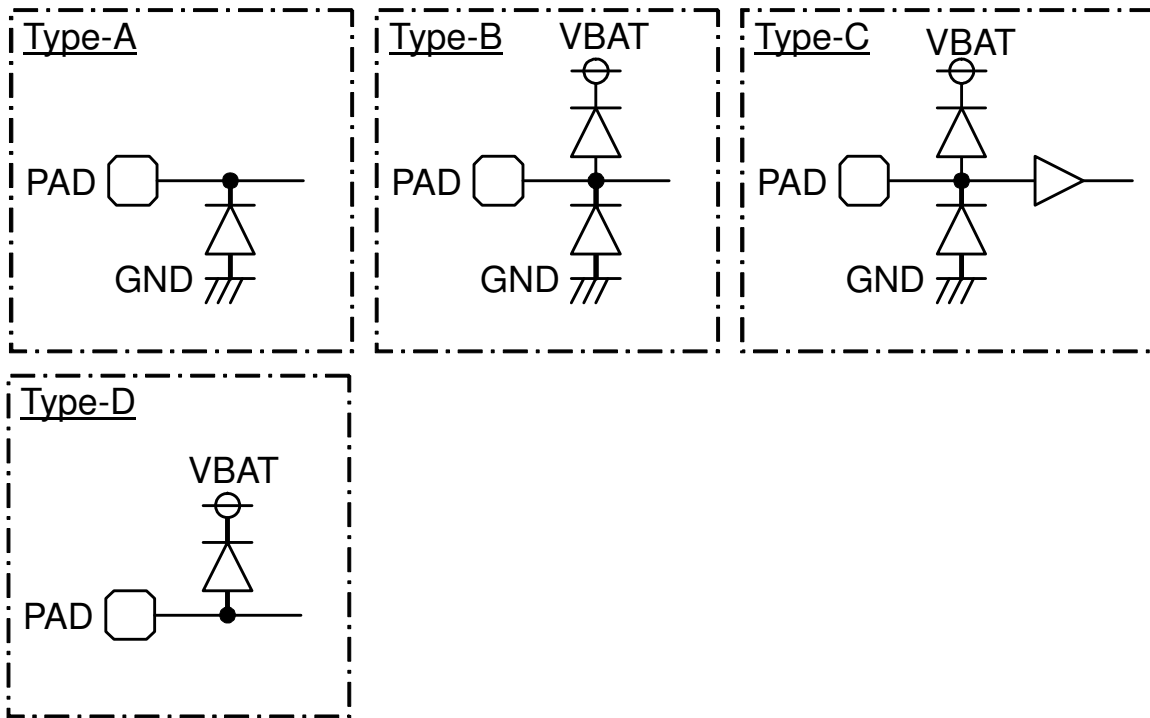 Type-A
PAD
GND
Type-B
VBAT
PAD
GND
Type-C
VBAT
PAD
GND
Type-D
VBAT
PAD